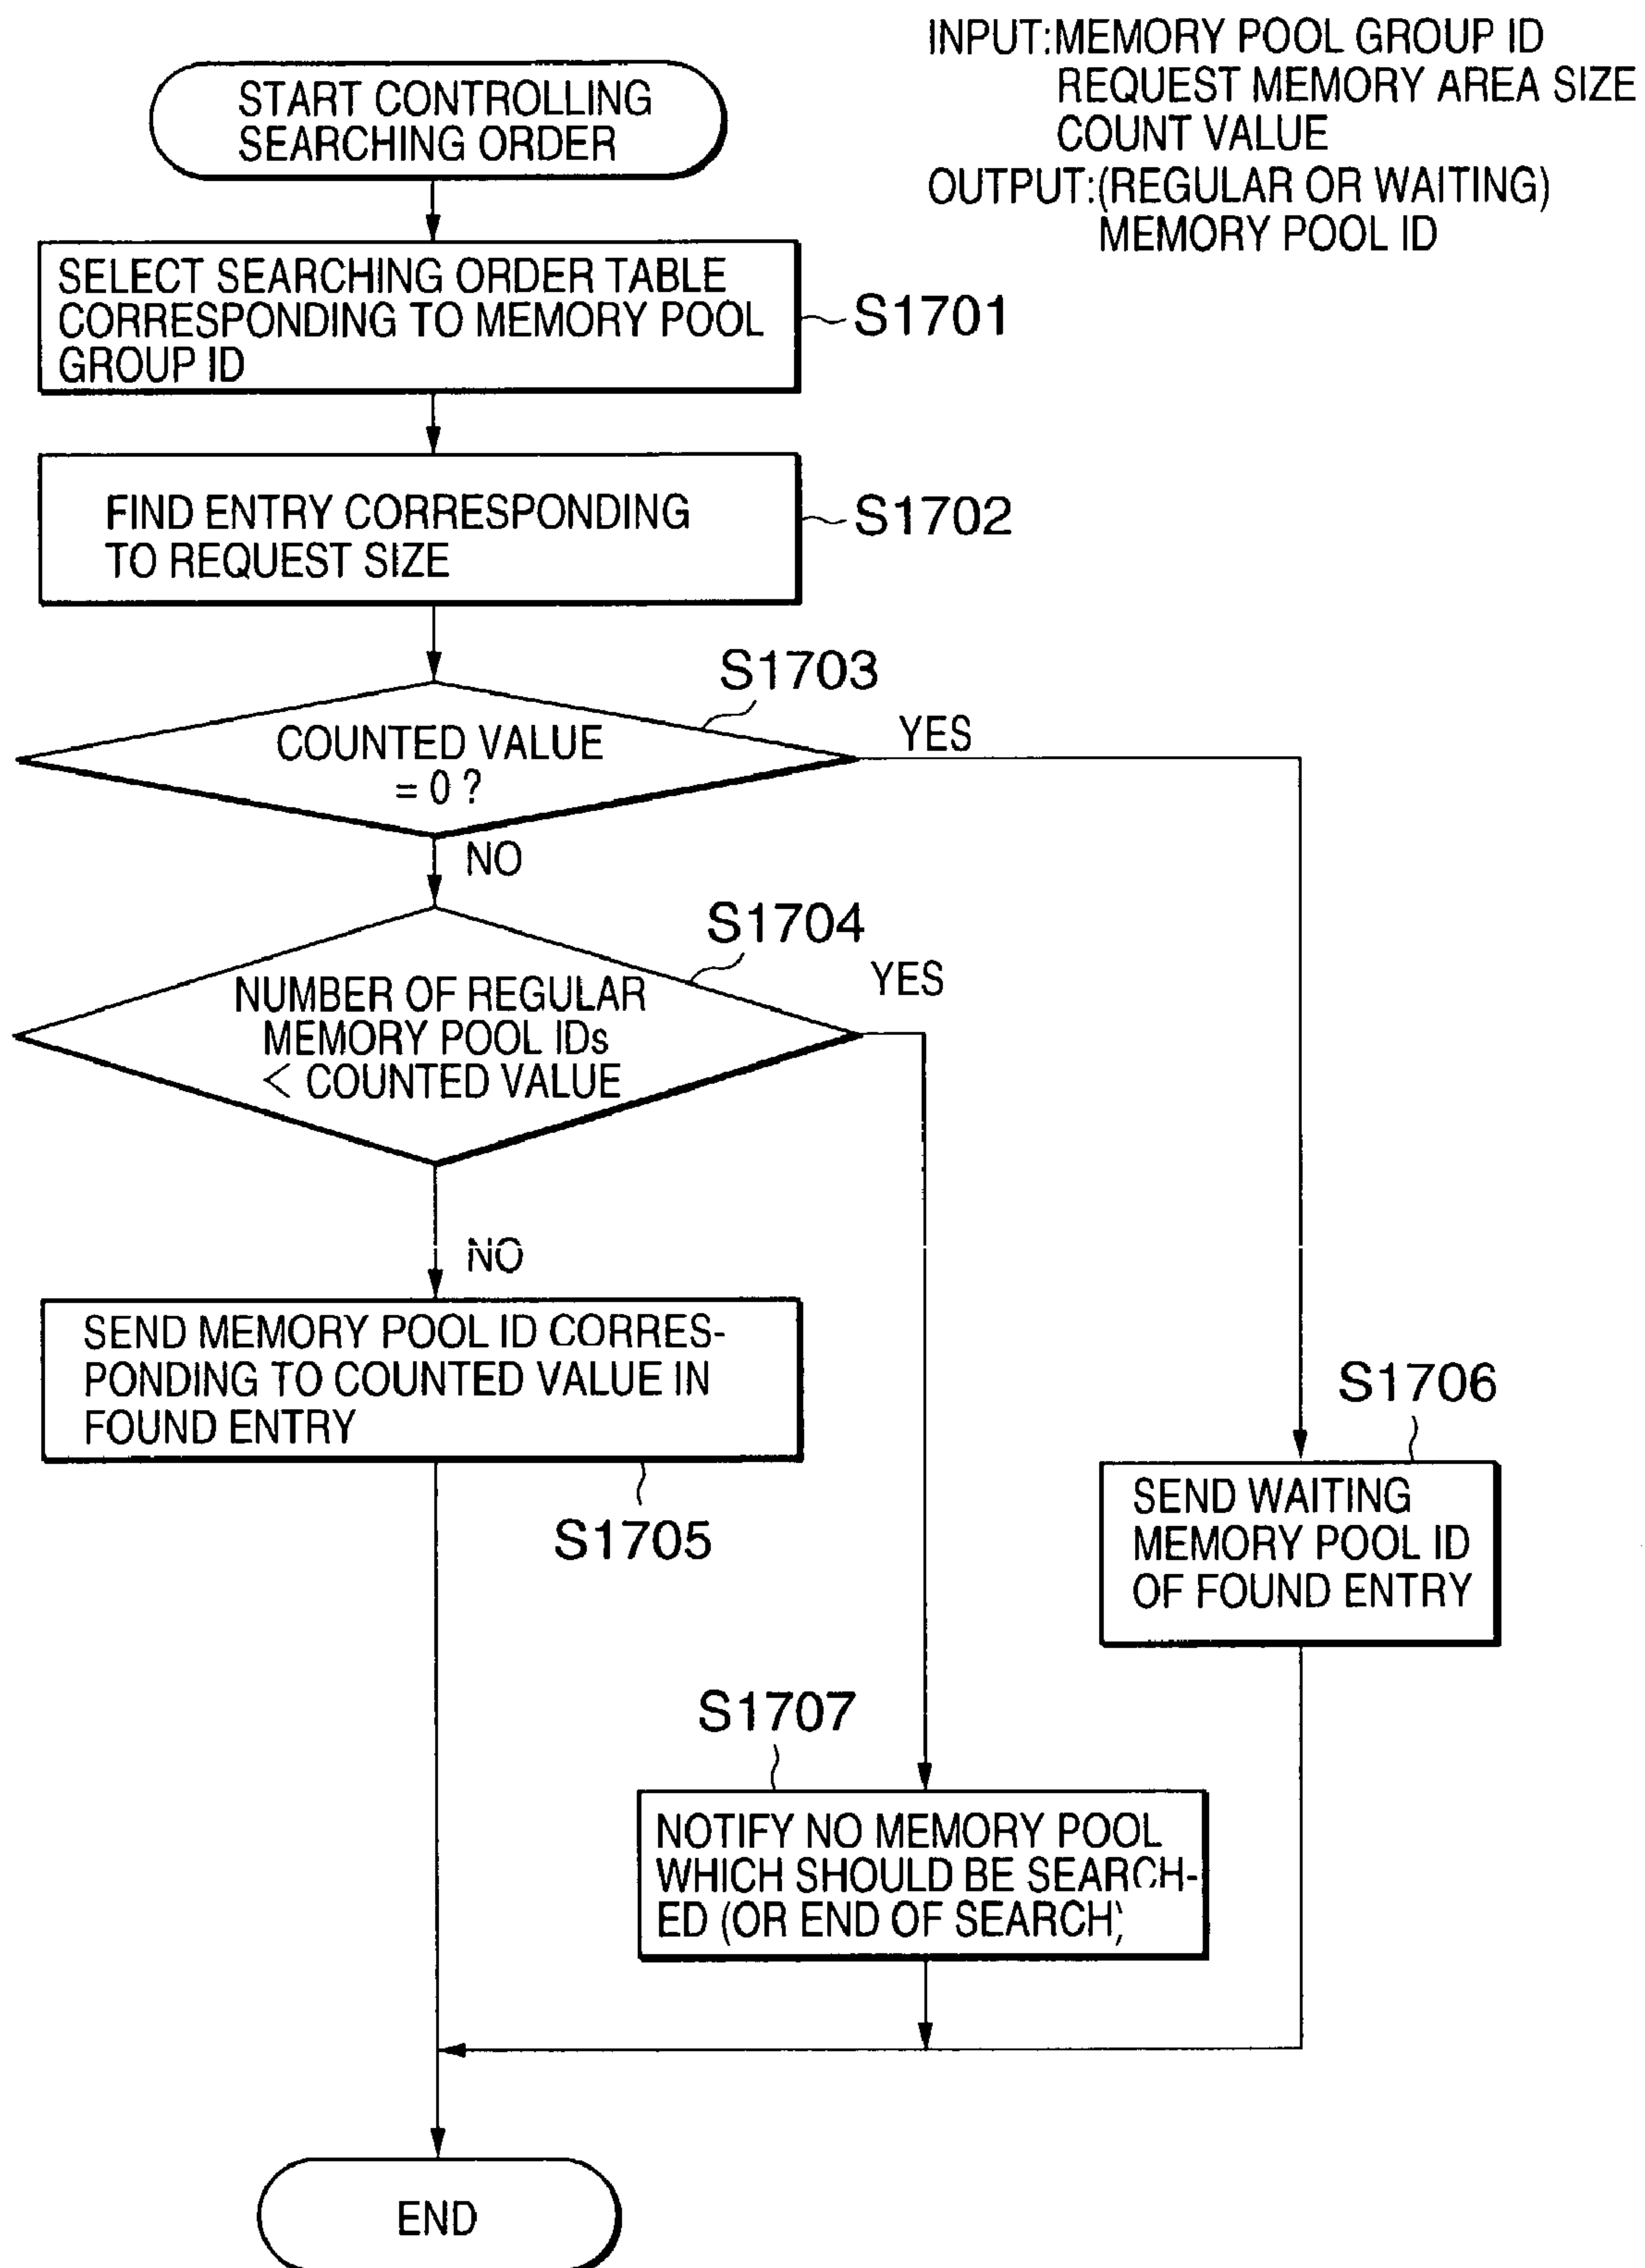 INPUT:MEMORY POOL GROUP ID
REQUEST MEMORY AREA SIZE
COUNT VALUE
OUTPUT:(REGULAR OR WAITING)
MEMORY POOL ID
START CONTROLLING
SEARCHING ORDER
SELECT SEARCHING ORDER TABLE
CORRESPONDING TO MEMORY POOL
GROUP ID
S1701
FIND ENTRY CORRESPONDING
TO REQUEST SIZE
S1702
S1703
COUNTED VALUE
= 0 ?
YES
NO
S1704
NUMBER OF REGULAR
MEMORY POOL IDs
< COUNTED VALUE
YES
NO
SEND MEMORY POOL ID CORRES-
PONDING TO COUNTED VALUE IN
FOUND ENTRY
S1705
S1706
SEND WAITING
MEMORY POOL ID
OF FOUND ENTRY
S1707
NOTIFY NO MEMORY POOL
WHICH SHOULD BE SEARCH-
ED (OR END OF SEARCH)
END